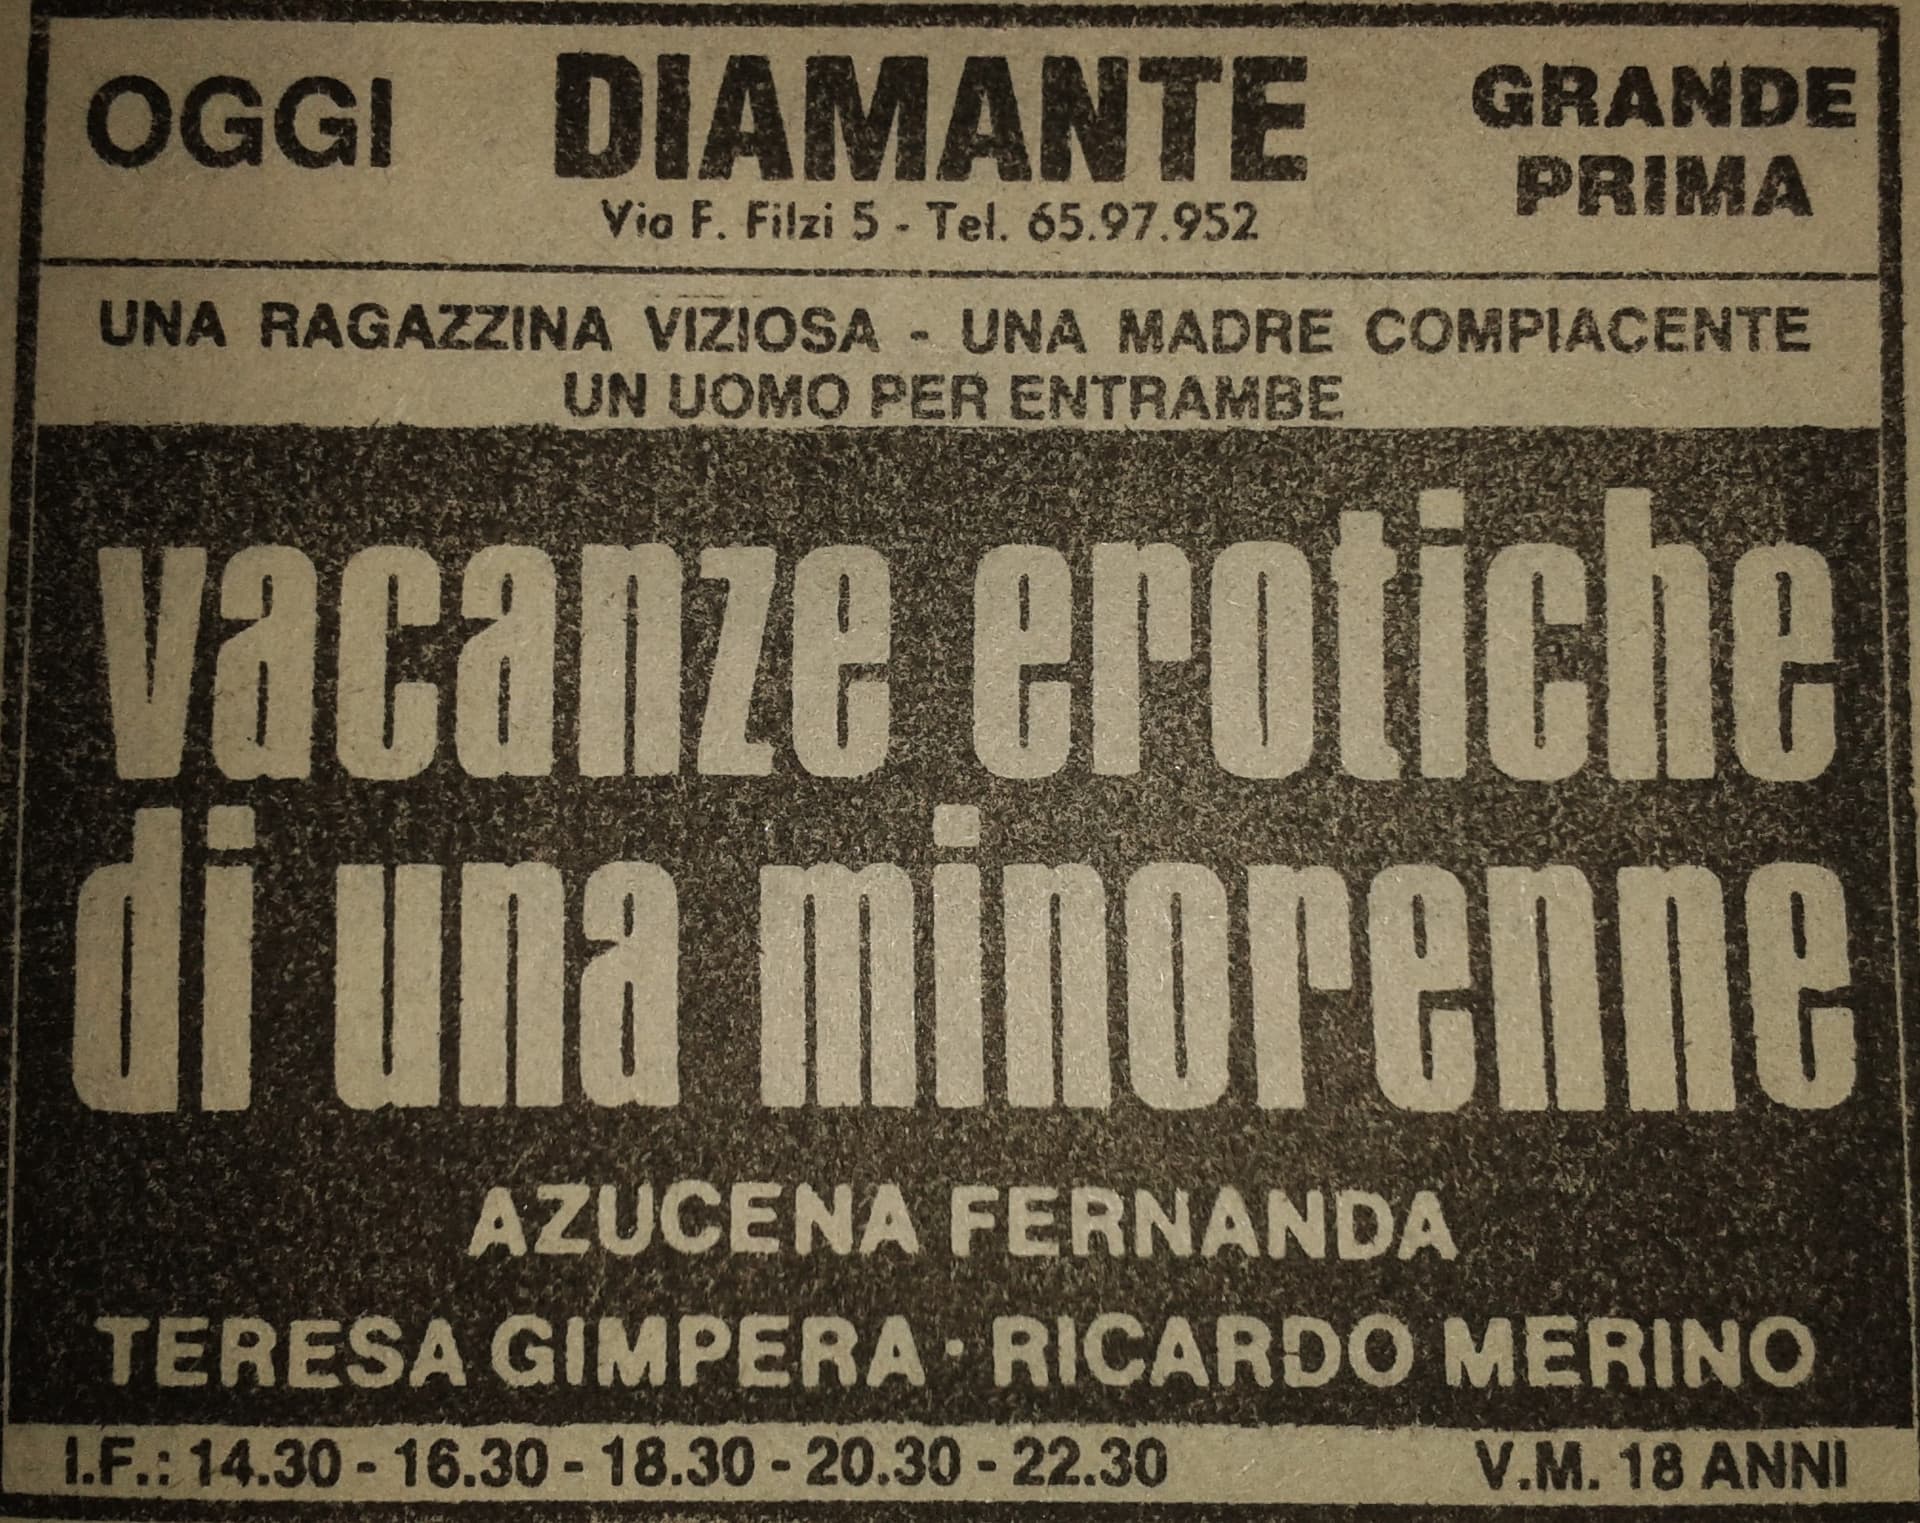 OGGI DIAMANTE GRANDE
PRIMA
Via F. Filzi 5 - Tel. 65.97.952
UNA RAGAZZINA VIZIOSA - UNA MADRE COMPIACENTE
UN UOMO PER ENTRAMBE
vacanze erotiche
di una minorenne
AZUCENA FERNANDA
TERESA GIMPERA · RICARDO MERINO
I.F.: 14.30 - 16.30 - 18.30 - 20.30 - 22.30 V.M. 18 ANNI